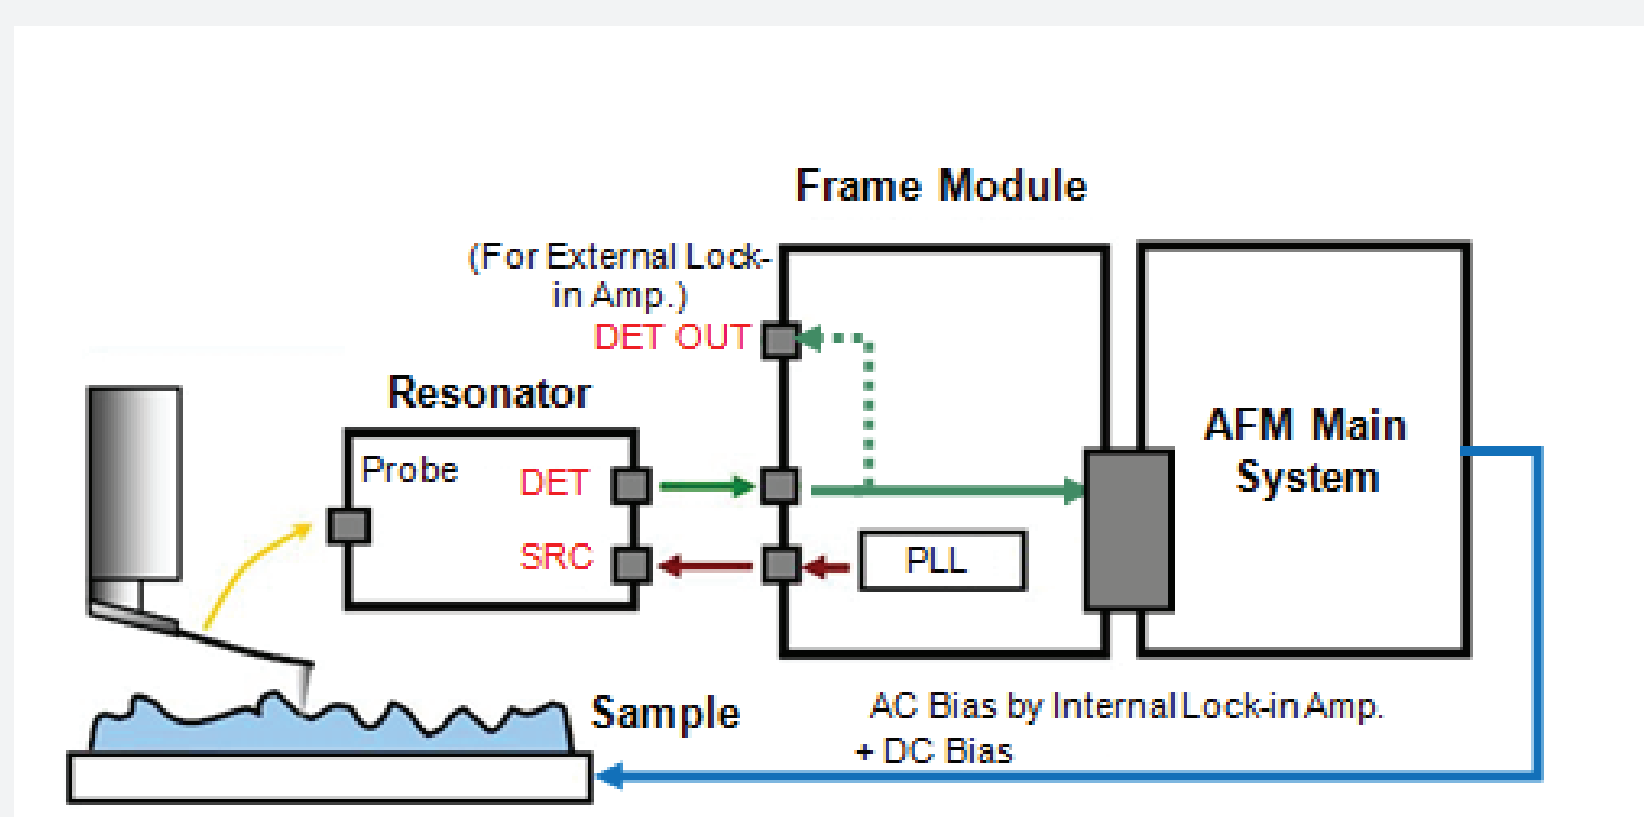 Frame Module
(For External Lock-
in Amp.)
DET OUT
Resonator
Probe
DET
SRC
PLL
AFM Main
System
Sample
AC Bias by Internal Lock-in Amp.
+ DC Bias